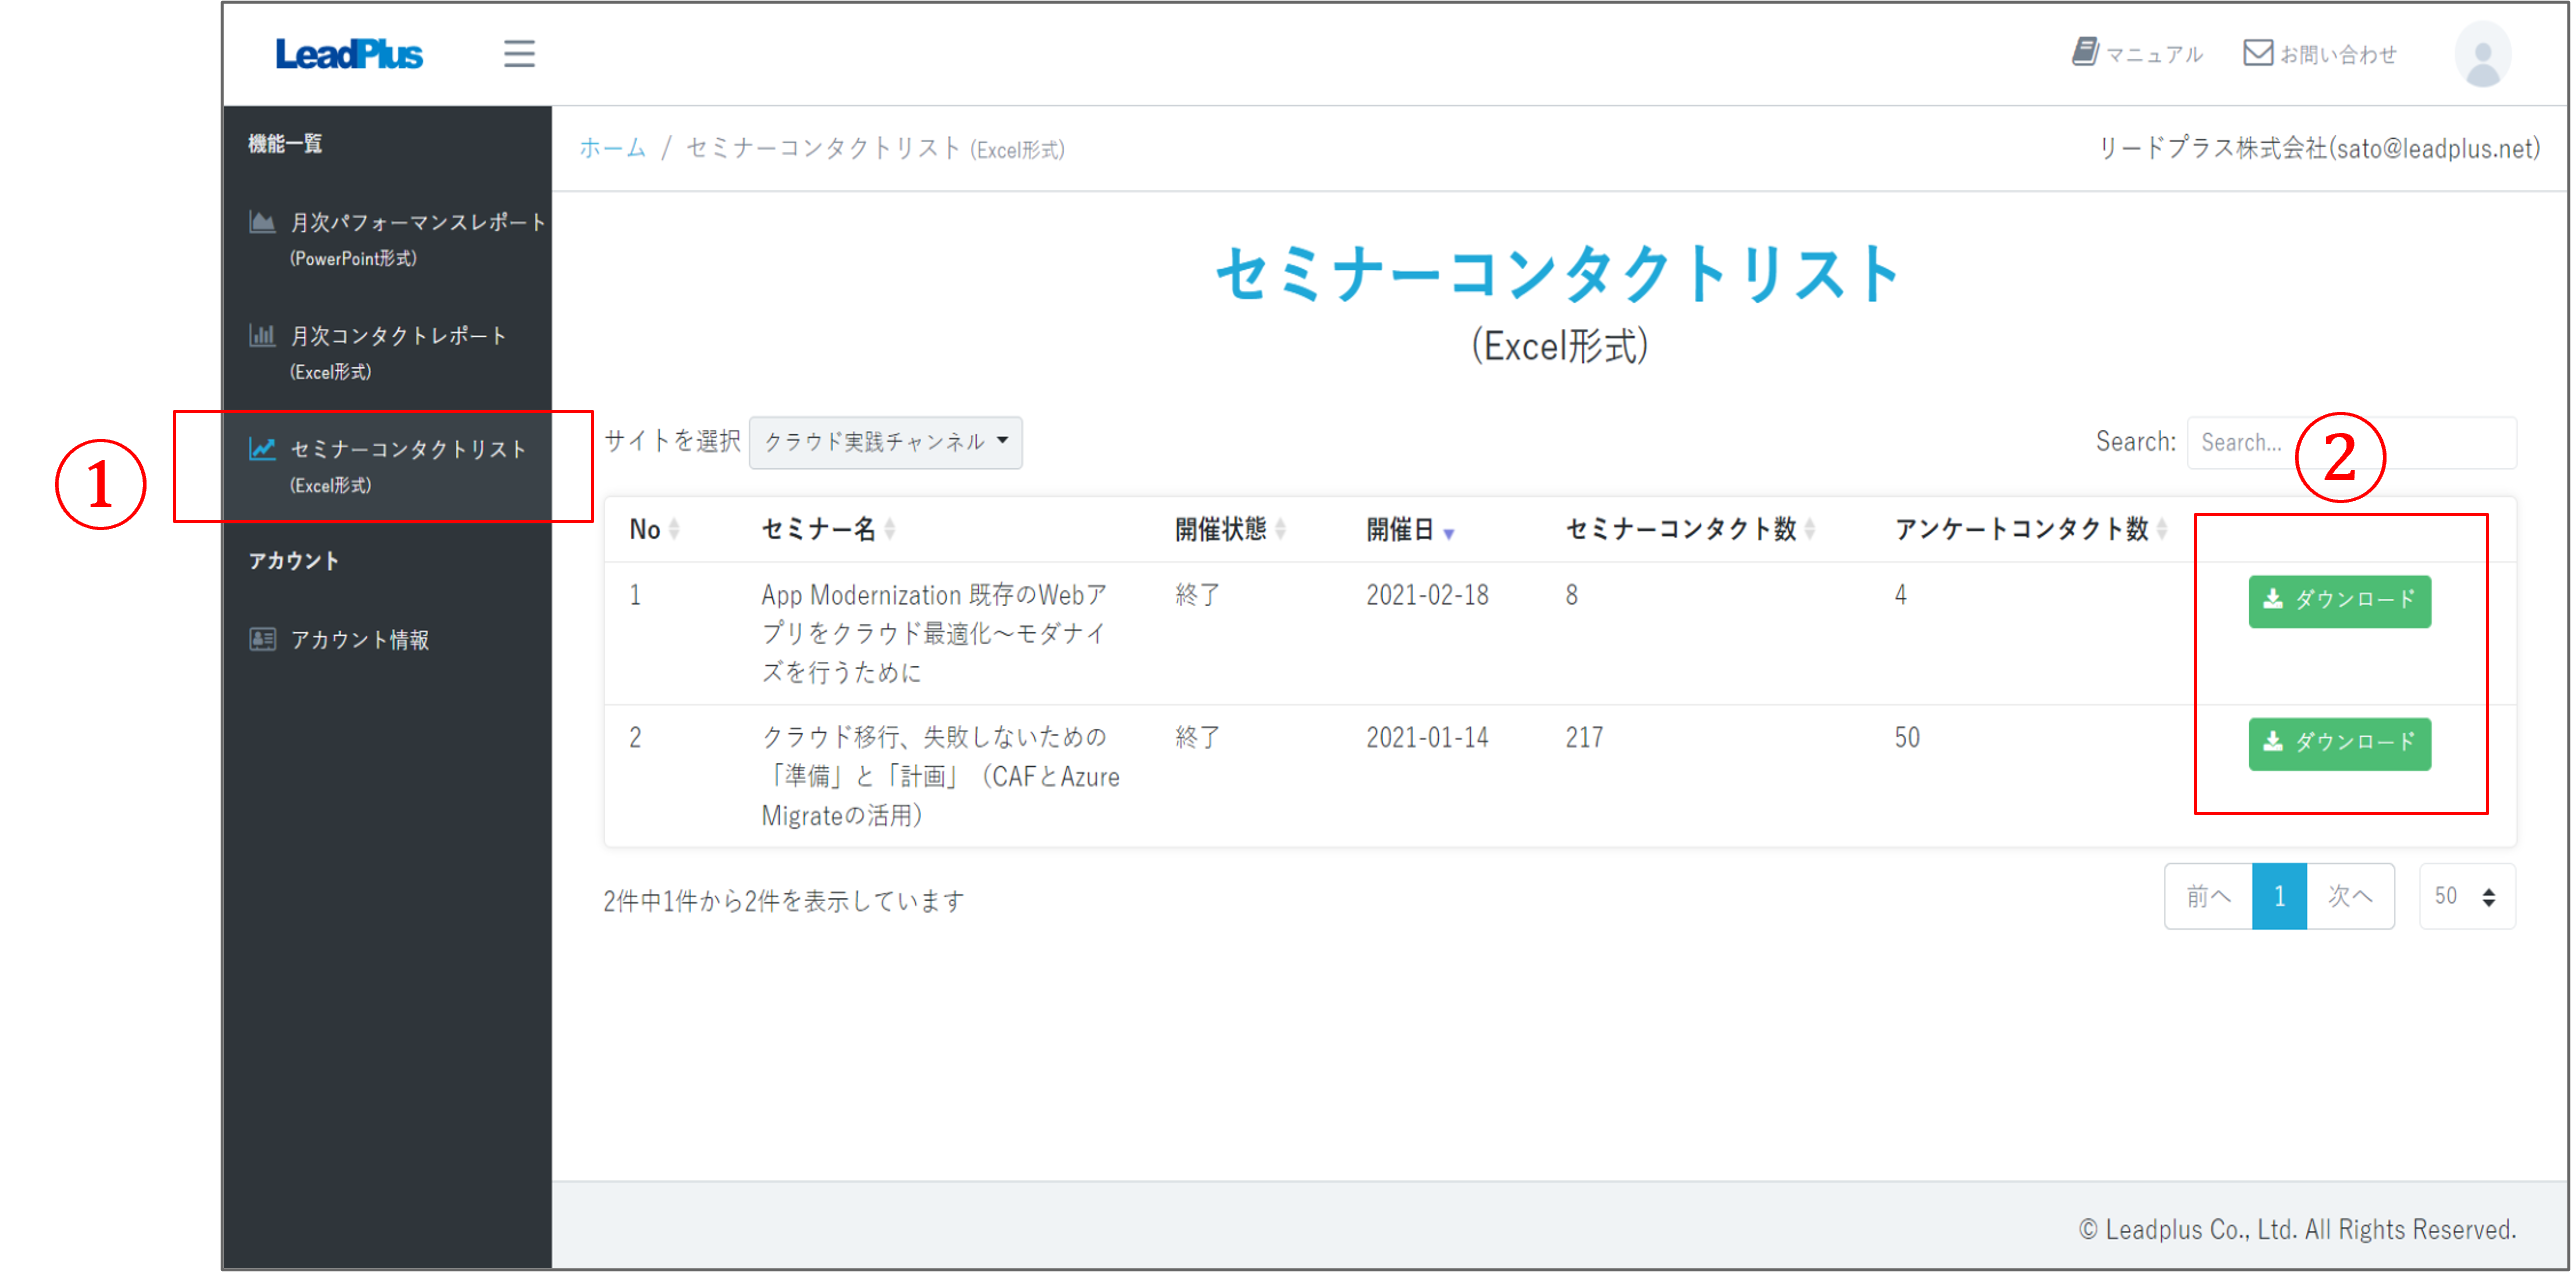 LeadPlus
マニュアル
お問い合わせ
機能一覧
ホーム / セミナーコンタクトリスト (Excel形式)
リードプラス株式会社(sato@leadplus.net)
月次パフォーマンスレポート
(PowerPoint形式)
月次コンタクトレポート
(Excel形式)
①
セミナーコンタクトリスト
(Excel形式)
アカウント
アカウント情報
セミナーコンタクトリスト
(Excel形式)
サイトを選択 クラウド実践チャンネル
Search: Search...
②
No セミナー名 開催状態 開催日 セミナーコンタクト数 アンケートコンタクト数
1 App Modernization 既存のWebア 終了 2021-02-18 8 4 ダウンロード
プリをクラウド最適化～モダナイ
ズを行うために
2 クラウド移行、失敗しないための 終了 2021-01-14 217 50 ダウンロード
「準備」と「計画」（CAFとAzure
Migrateの活用）
2件中1件から2件を表示しています
前へ 1 次へ 50
© Leadplus Co., Ltd. All Rights Reserved.